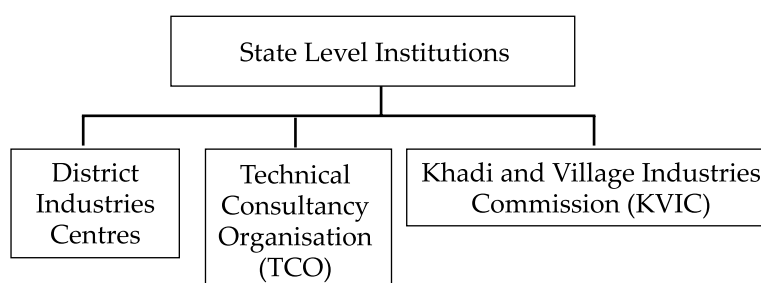 State Level Institutions
District
Industries
Centres
Technical
Consultancy
Organisation
(TCO)
Khadi and Village Industries
Commission (KVIC)